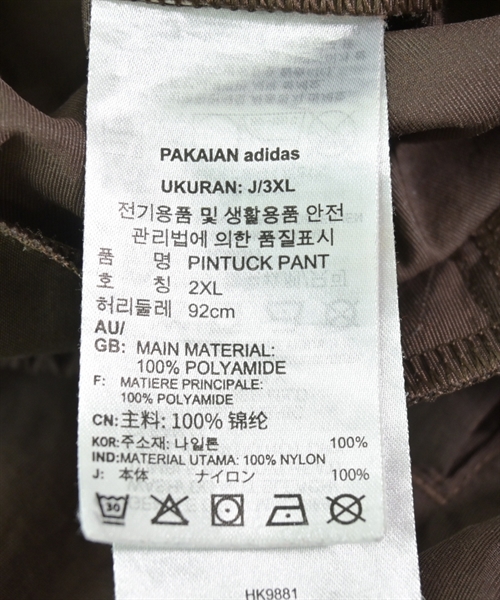 PAKAIAN adidas
UKURAN: J/3XL
전기용품 및 생활용품 안전
관리법에 의한 품질표시
품 명 PINTUCK PANT
호 칭 2XL
허리둘레 92cm
AU/
GB: MAIN MATERIAL:
100% POLYAMIDE
F: MATIERE PRINCIPALE:
100% POLYAMIDE
CN:主料: 100% 锦纶
KOR:주소재: 나일론 100%
IND:MATERIAL UTAMA: 100% NYLON
J: 本体 ナイロン 100%
30
HK9881